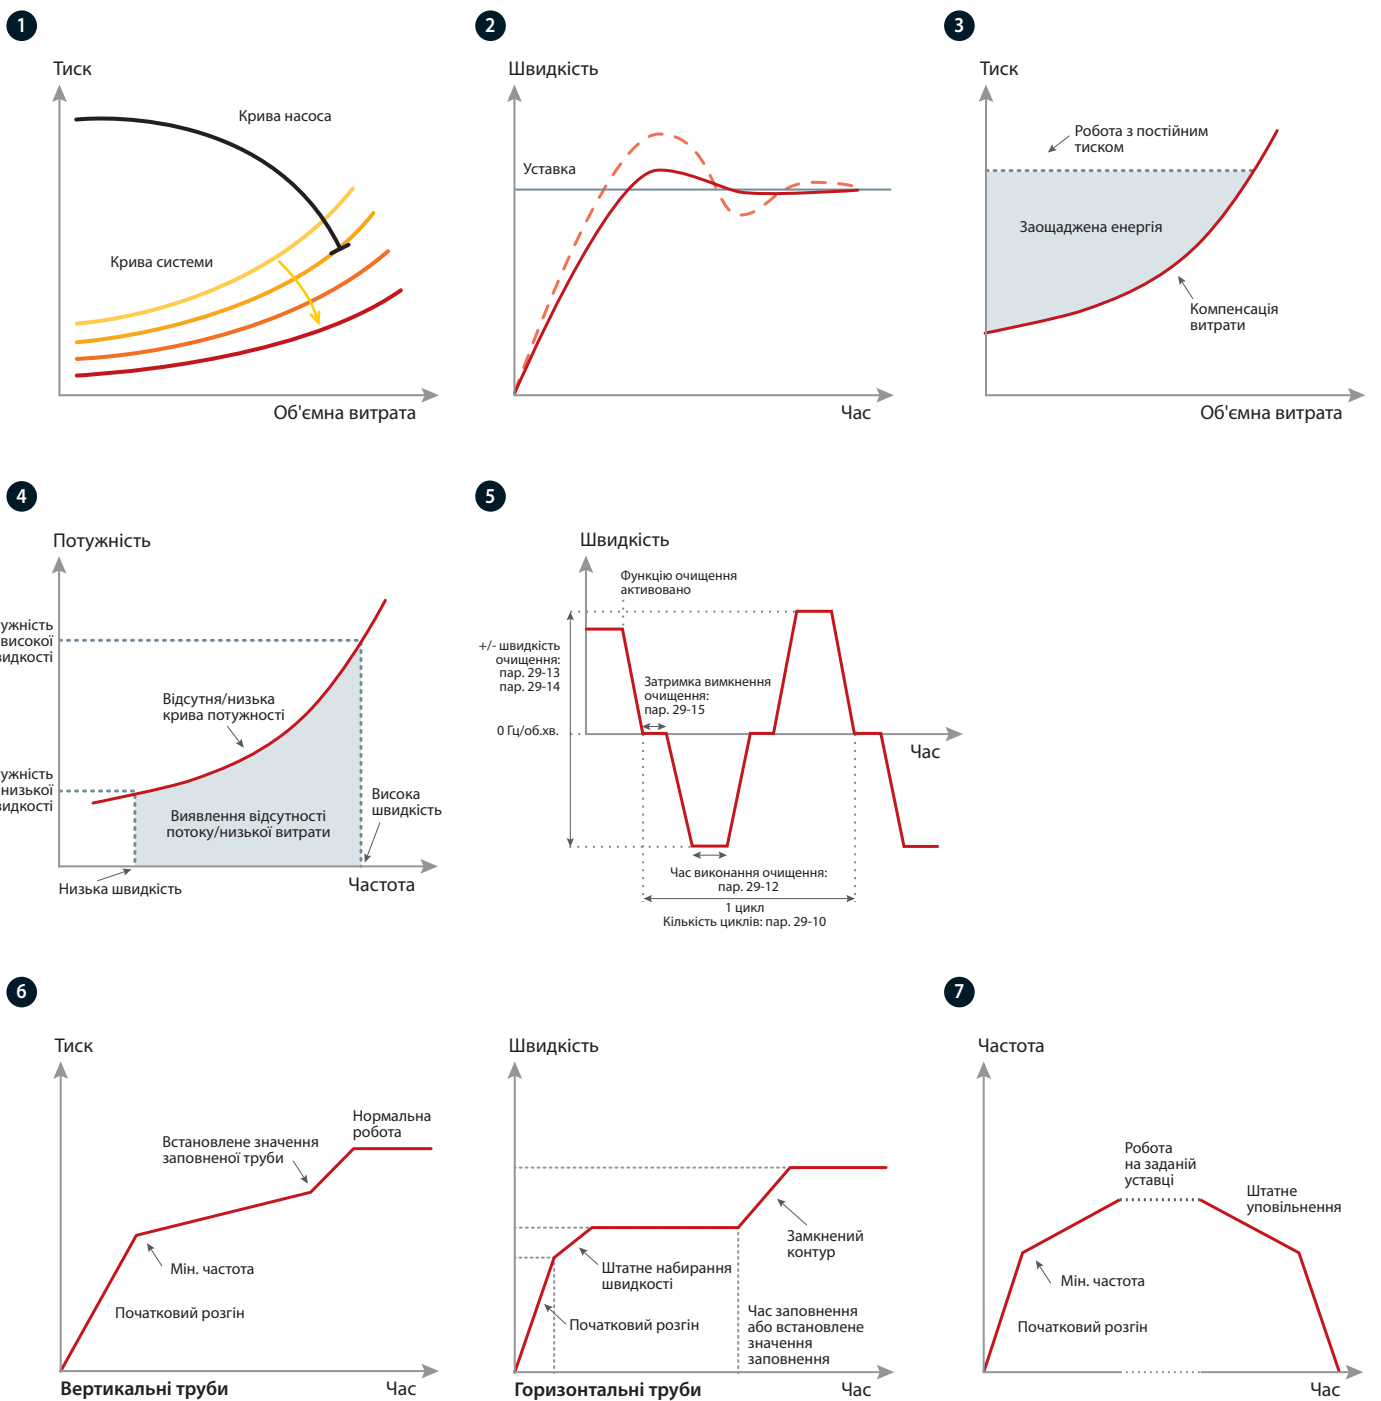 1
Тиск
Крива насоса
Крива системи
Об'ємна витрата
2
Швидкість
Уставка
Час
3
Тиск
Робота з постійним
тиском
Заощаджена енергія
Компенсація
витрати
Об'ємна витрата
4
Потужність
ужність
високої
видкості
Відсутня/низька
крива потужності
ужність
низької
видкості
Виявлення відсутності
потоку/низької витрати
Висока
швидкість
Низька швидкість
Частота
5
Швидкість
Функцію очищення
активовано
+/- швидкість
очищення:
пар. 29-13
пар. 29-14
Затримка вимкнення
очищення:
пар. 29-15
0 Гц/об.хв.
Час
Час виконання очищення:
пар. 29-12
1 цикл
Кількість циклів: пар. 29-10
6
Тиск
Нормальна
робота
Встановлене значення
заповненої труби
Мін. частота
Початковий розгін
Вертикальні труби
Час
Швидкість
Замкнений
контур
Штатне набирання
швидкості
Початковий розгін
Час заповнення
або встановлене
значення
заповнення
Горизонтальні труби
Час
7
Частота
Робота
на заданій
уставці
Штатне
уповільнення
Мін. частота
Початковий розгін
Час